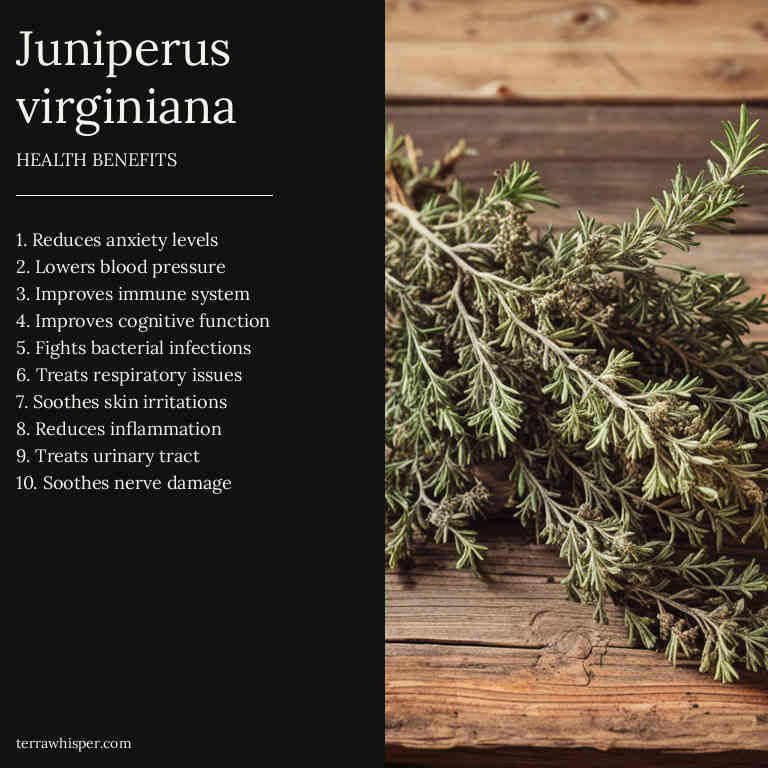 Juniperus
virginiana
HEALTH BENEFITS
1. Reduces anxiety levels
2. Lowers blood pressure
3. Improves immune system
4. Improves cognitive function
5. Fights bacterial infections
6. Treats respiratory issues
7. Soothes skin irritations
8. Reduces inflammation
9. Treats urinary tract
10. Soothes nerve damage
terrawhisper.com